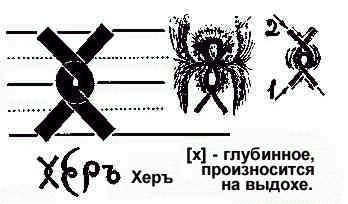 2
1
Херъ Херъ
[х] - глубинное,
произносится
на выдохе.